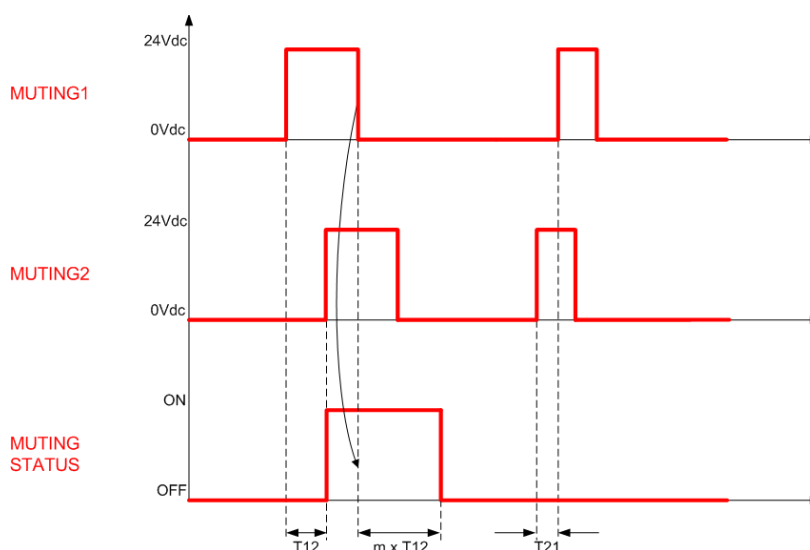 24Vdc
MUTING1
0Vdc
24Vdc
MUTING2
0Vdc
ON
MUTING
STATUS
OFF
T12
m x T12
T21